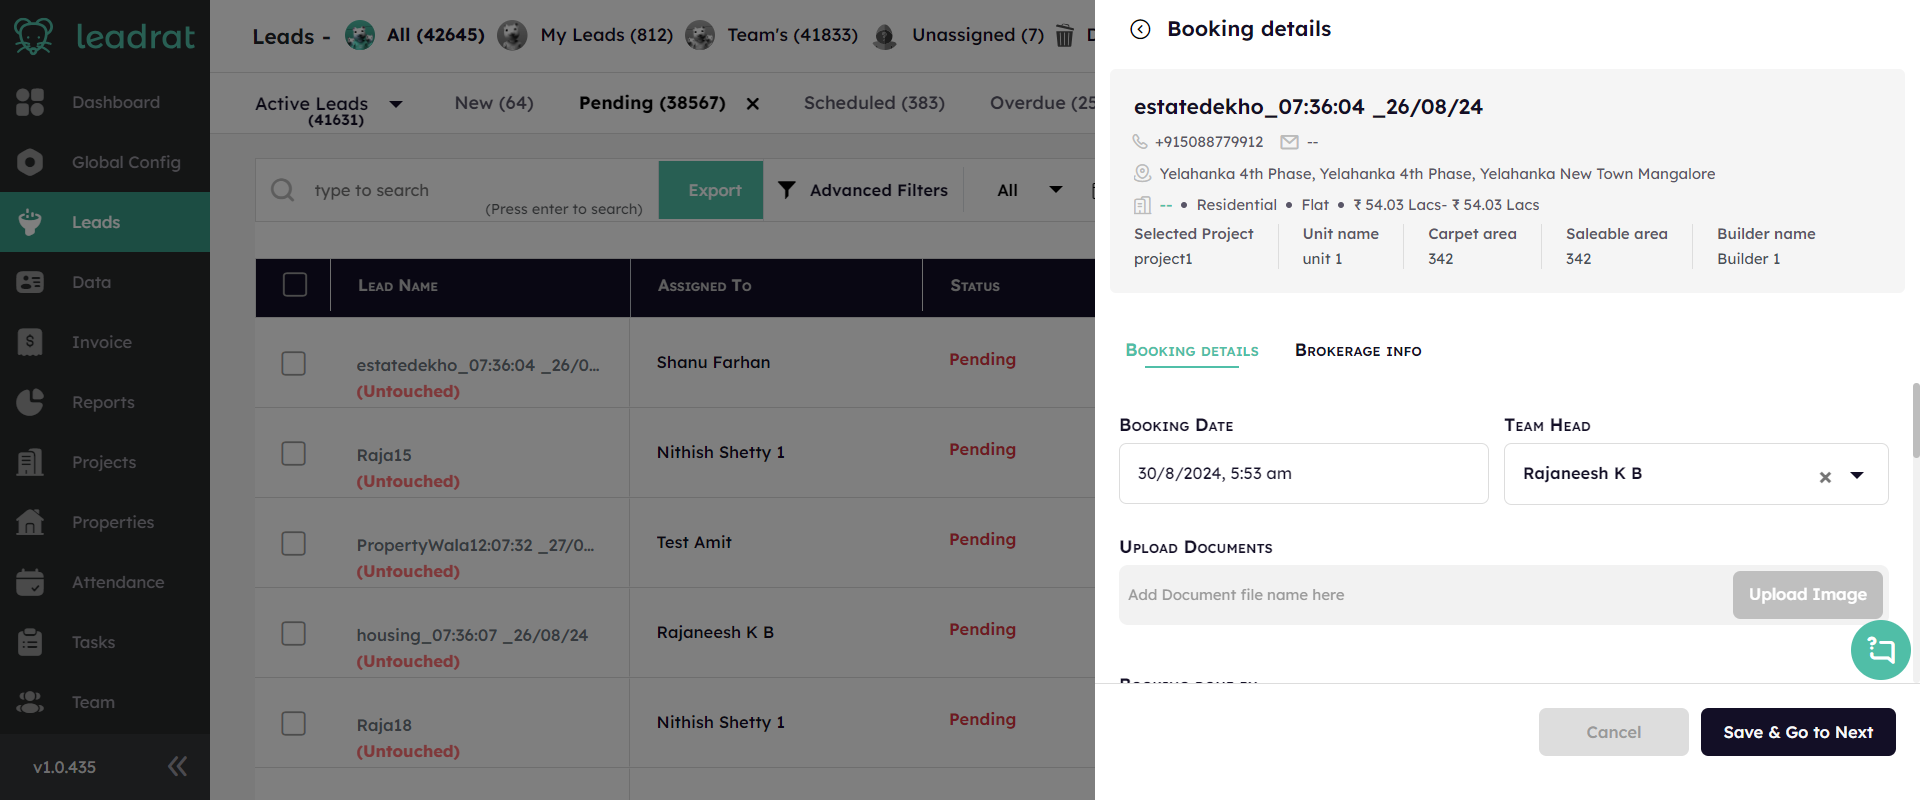 leadrat
Dashboard
Global Config
Leads
Data
Invoice
Reports
Projects
Properties
Attendance
Tasks
Team
v1.0.435
Leads - All (42645) My Leads (812) Team's (41833) Unassigned (7) D
Active Leads (41631) New (64) Pending (38567) Scheduled (383) Overdue (25
type to search
(Press enter to search)
Export
Advanced Filters
All
Lead Name Assigned To Status
estatedekho_07:36:04 _26/0... Shanu Farhan Pending
(Untouched)
Raja15 Nithish Shetty 1 Pending
(Untouched)
PropertyWala12:07:32 _27/0... Test Amit Pending
(Untouched)
housing_07:36:07 _26/08/24 Rajaneesh K B Pending
(Untouched)
Raja18 Nithish Shetty 1 Pending
(Untouched)
Booking details
estatedekho_07:36:04 _26/08/24
+915088779912 --
Yelahanka 4th Phase, Yelahanka 4th Phase, Yelahanka New Town Mangalore
-- • Residential • Flat • ₹ 54.03 Lacs- ₹ 54.03 Lacs
Selected Project Unit name Carpet area Saleable area Builder name
project1 unit 1 342 342 Builder 1
Booking details Brokerage info
Booking Date Team Head
30/8/2024, 5:53 am Rajaneesh K B
Upload Documents
Add Document file name here Upload Image
Cancel Save & Go to Next